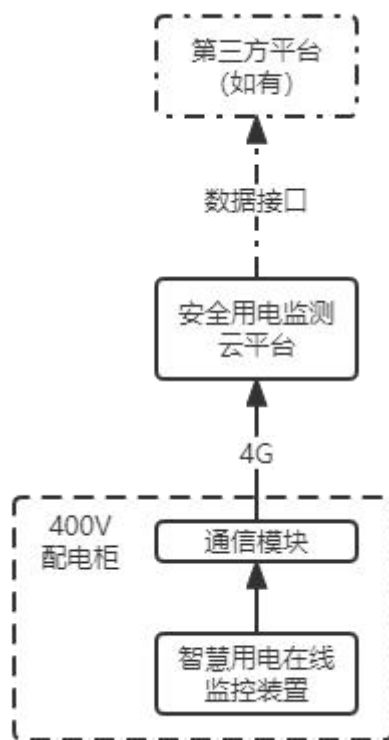 第三方平台
（如有）
数据接口
安全用电监测
云平台
4G
400V
配电柜
通信模块
智慧用电在线
监控装置